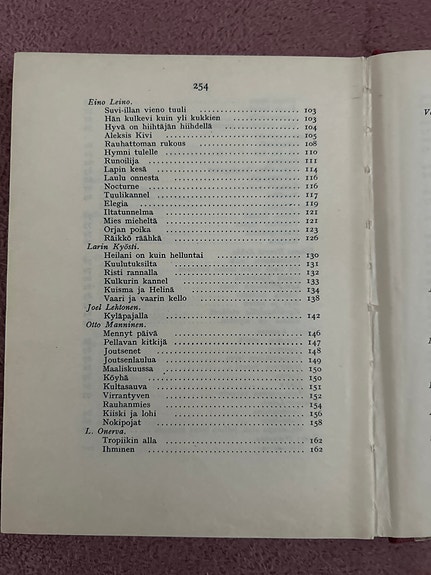 254
Eino Leino.
Suvi-illan vieno tuuli ........ 103
Hän kulkevi kuin yli kukkien ........ 103
Hyvä on hiihtäjän hiihdellä ........ 104
Aleksis Kivi ........ 105
Rauhattoman rukous ........ 108
Hymni tulelle ........ 110
Runoilija ........ 111
Lapin kesä ........ 114
Laulu onnesta ........ 116
Nocturne ........ 116
Tuulikannel ........ 117
Elegia ........ 119
Iltatunnelma ........ 121
Mies mieheltä ........ 121
Orjan poika ........ 123
Räikkö räähkä ........ 126
Larin Kyösti.
Heilani on kuin helluntai ........ 130
Kuulutuksilta ........ 131
Risti rannalla ........ 132
Kulkurin kannel ........ 133
Kuisma ja Helinä ........ 134
Vaari ja vaarin kello ........ 138
Joel Lehtonen.
Kyläpajalla ........ 142
Otto Manninen.
Mennyt päivä ........ 146
Pellavan kitkijä ........ 147
Joutsenet ........ 148
Joutsenlaulua ........ 149
Maaliskuussa ........ 150
Köyhä ........ 150
Kultasauva ........ 151
Virrantyven ........ 152
Rauhanmies ........ 154
Kiiski ja lohi ........ 156
Nokipojat ........ 158
L. Onerva.
Tropiikin alla ........ 162
Ihminen ........ 162